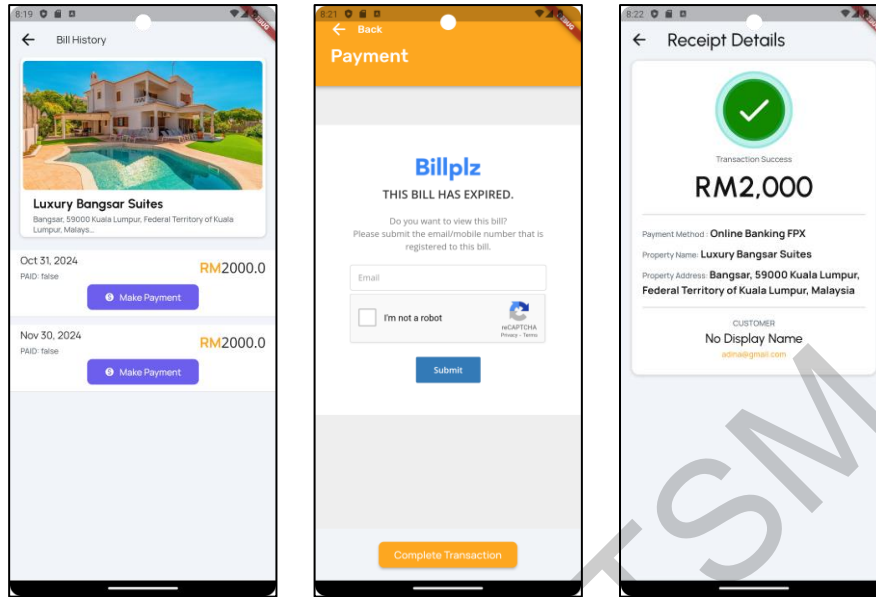 8:19
DEBUG
Bill History
Luxury Bangsar Suites
Bangsar, 59000 Kuala Lumpur, Federal Territory of Kuala
Lumpur, Malays...
Oct 31, 2024
RM2000.0
PAID: false
Make Payment
Nov 30, 2024
RM2000.0
PAID: false
Make Payment
8:21
DEBUG
Back
Payment
Billplz
THIS BILL HAS EXPIRED.
Do you want to view this bill?
Please submit the email/mobile number that is
registered to this bill.
Email
I'm not a robot
reCAPTCHA
Privacy - Terms
Submit
Complete Transaction
8:22
Receipt Details
Transaction Success
RM2,000
Payment Method : Online Banking FPX
Property Name: Luxury Bangsar Suites
Property Address: Bangsar, 59000 Kuala Lumpur,
Federal Territory of Kuala Lumpur, Malaysia
CUSTOMER
No Display Name
adina@gmail.com
TSM